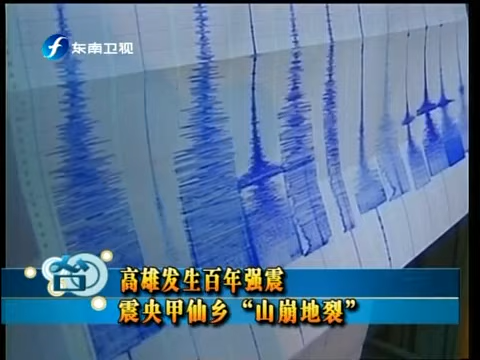 东南卫视
台
高雄发生百年强震
震央甲仙乡“山崩地裂”